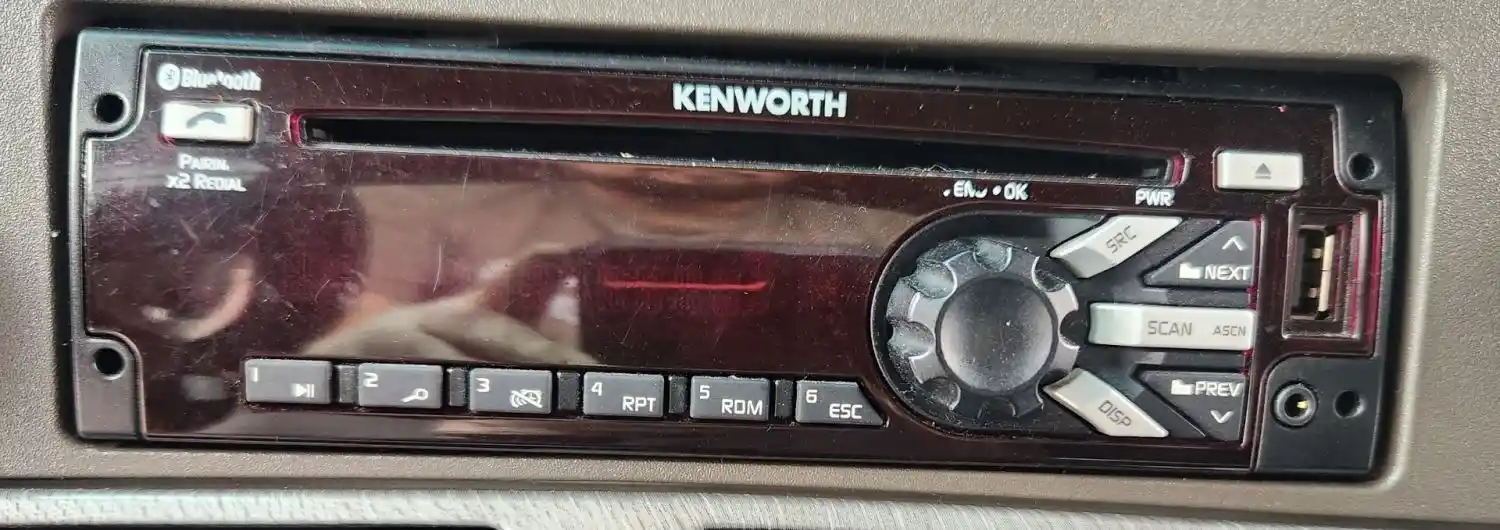 Bluetooth
KENWORTH
x2 REDIAL
• OK
PWR
SRC
NEXT
SCAN ASCN
PREV
DISP
1
2
3
4 RPT
5 RDM
6 ESC